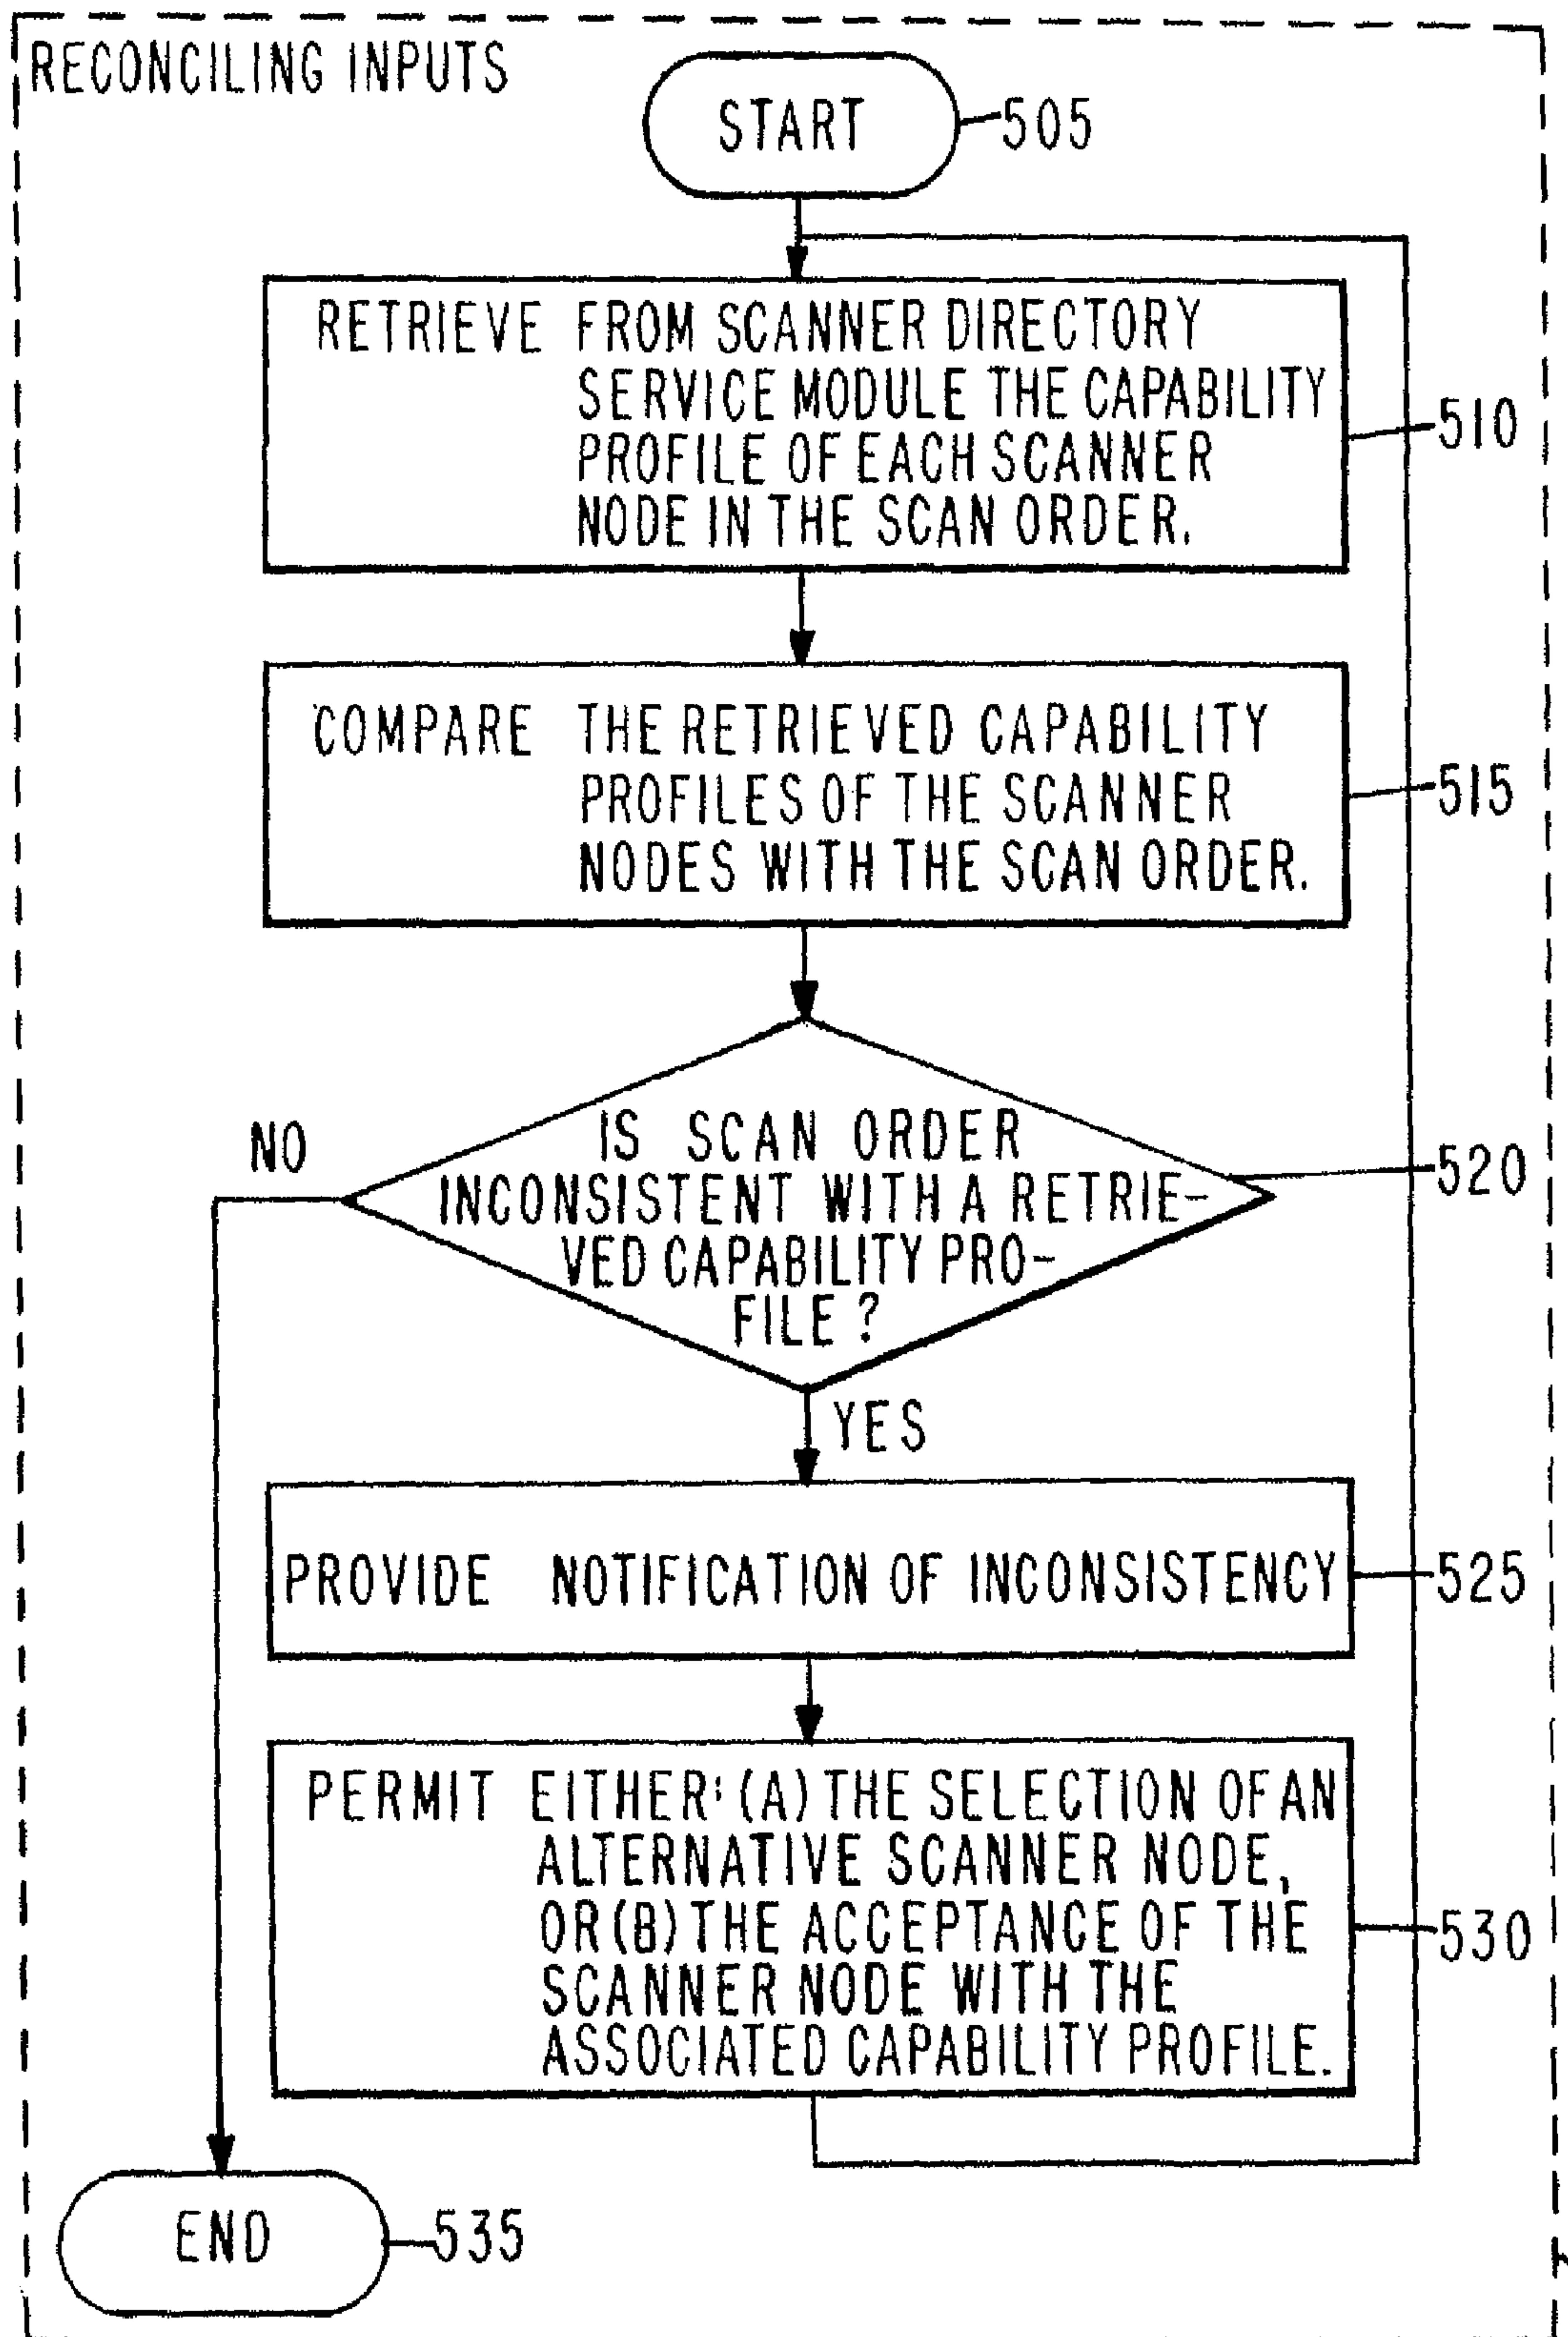 RECONCILING INPUTS
START
505
RETRIEVE FROM SCANNER DIRECTORY
SERVICE MODULE THE CAPABILITY
PROFILE OF EACH SCANNER
NODE IN THE SCAN ORDER.
510
COMPARE THE RETRIEVED CAPABILITY
PROFILES OF THE SCANNER
NODES WITH THE SCAN ORDER.
515
NO
IS SCAN ORDER
INCONSISTENT WITH A RETRIE-
VED CAPABILITY PRO-
FILE ?
520
YES
PROVIDE NOTIFICATION OF INCONSISTENCY
525
PERMIT EITHER: (A) THE SELECTION OF AN
ALTERNATIVE SCANNER NODE,
OR (B) THE ACCEPTANCE OF THE
SCANNER NODE WITH THE
ASSOCIATED CAPABILITY PROFILE.
530
END
535